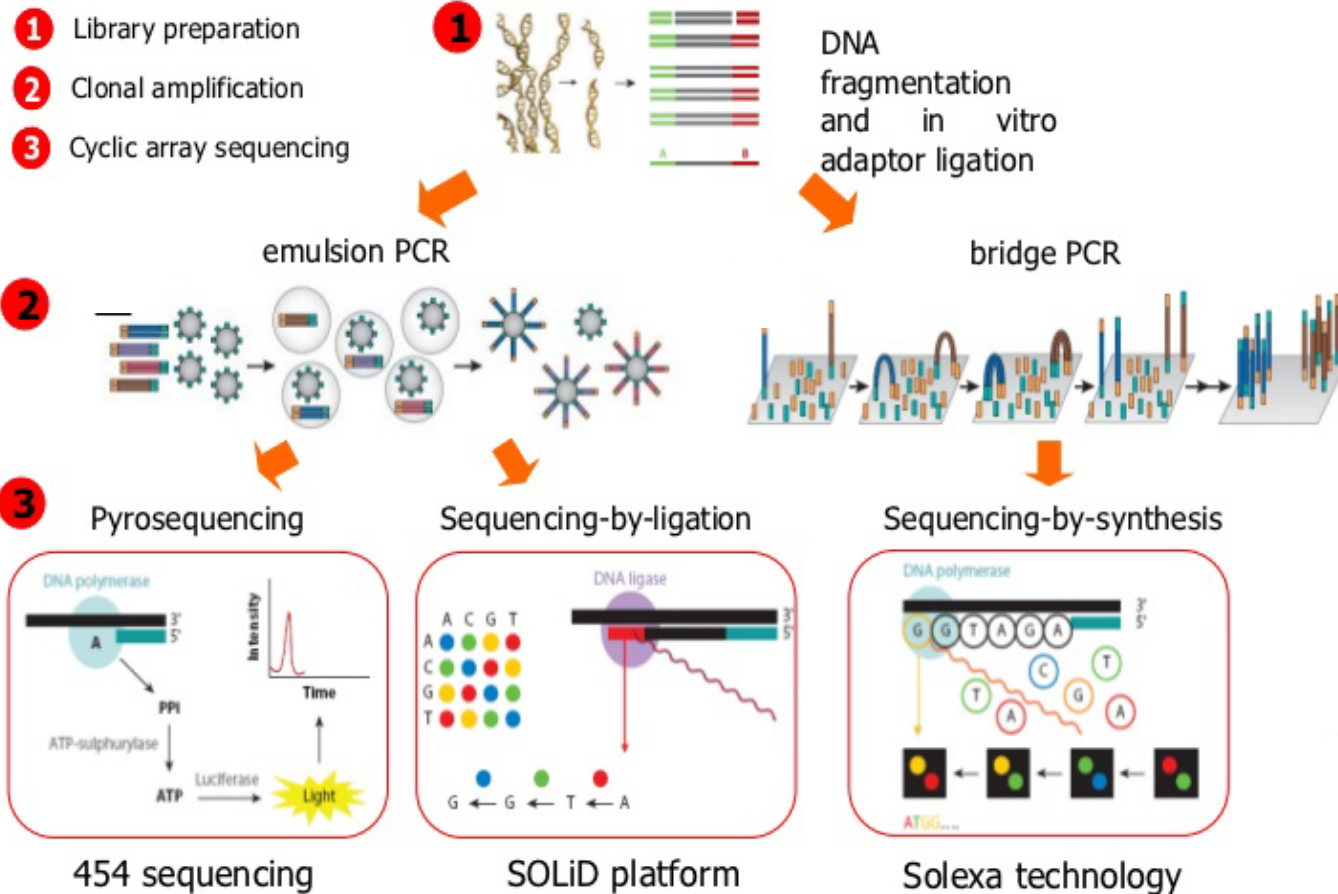 1 Library preparation
2 Clonal amplification
3 Cyclic array sequencing
1
A B
DNA
fragmentation
and in vitro
adaptor ligation
emulsion PCR
bridge PCR
2
3
Pyrosequencing
DNA polymerase
3'
A 5'
PPi
ATP-sulphurylase
ATP
Luciferase
Light
Intensity
Time
454 sequencing
Sequencing-by-ligation
DNA ligase
A C G T
A
C
G
T
3'
5'
G G T A
SOLiD platform
Sequencing-by-synthesis
DNA polymerase
3'
G G T A G A 5'
C T
T G
A A
ATGG....
Solexa technology